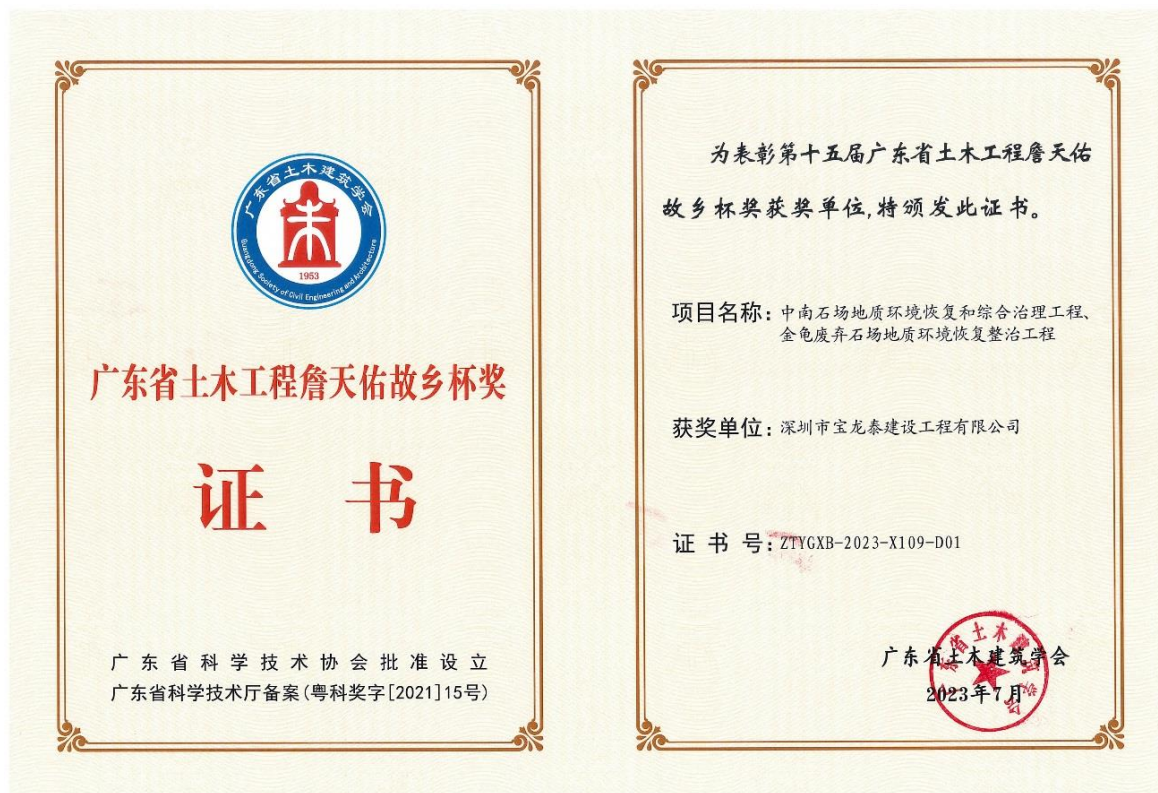 广东省土木建筑学会
1953
Guangdong Society of Civil Engineering and Architecture
广东省土木工程詹天佑故乡杯奖
证 书
广东省科学技术协会批准设立
广东省科学技术厅备案(粤科奖字[2021]15号)
为表彰第十五届广东省土木工程詹天佑
故乡杯奖获奖单位,特颁发此证书。
项目名称: 中南石场地质环境恢复和综合治理工程、
金龟废弃石场地质环境恢复整治工程
获奖单位: 深圳市宝龙泰建设工程有限公司
证 书 号: ZTYGXB-2023-X109-D01
广东省土木建筑学会
2023年7月
广东省土木建筑学会